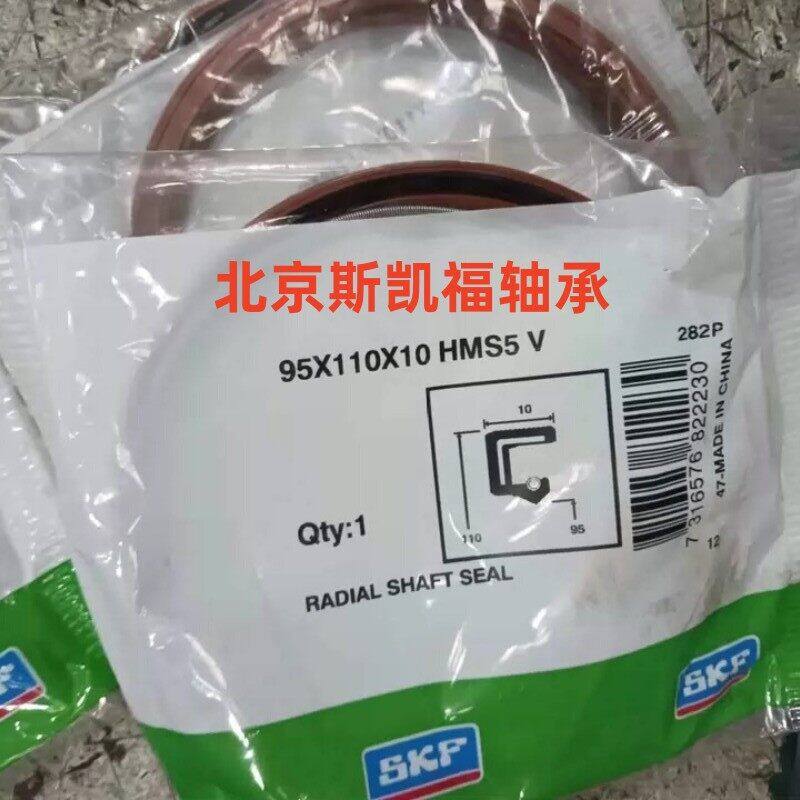 北京斯凯福轴承
282P
95X110X10 HMS5 V
10
110
95
7 316576 822230
47-MADE IN CHINA
12
Qty:1
RADIAL SHAFT SEAL
SKF
SKF